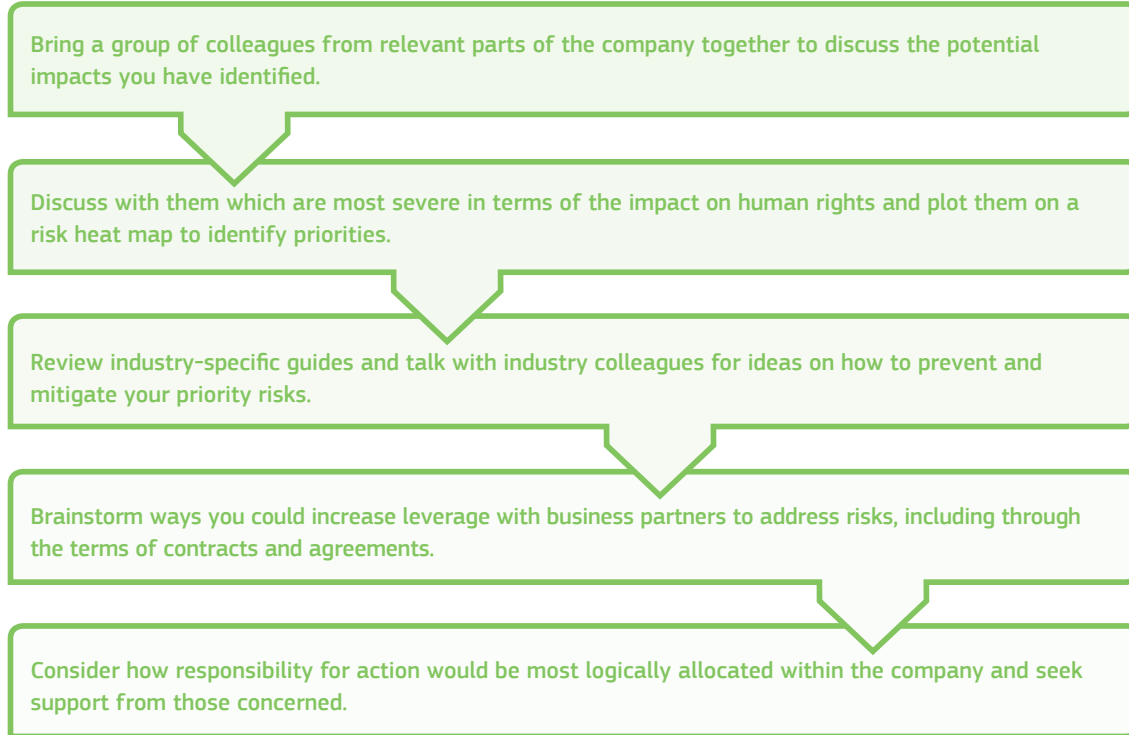 Bring a group of colleagues from relevant parts of the company together to discuss the potential
impacts you have identified.
Discuss with them which are most severe in terms of the impact on human rights and plot them on a
risk heat map to identify priorities.
Review industry-specific guides and talk with industry colleagues for ideas on how to prevent and
mitigate your priority risks.
Brainstorm ways you could increase leverage with business partners to address risks, including through
the terms of contracts and agreements.
Consider how responsibility for action would be most logically allocated within the company and seek
support from those concerned.